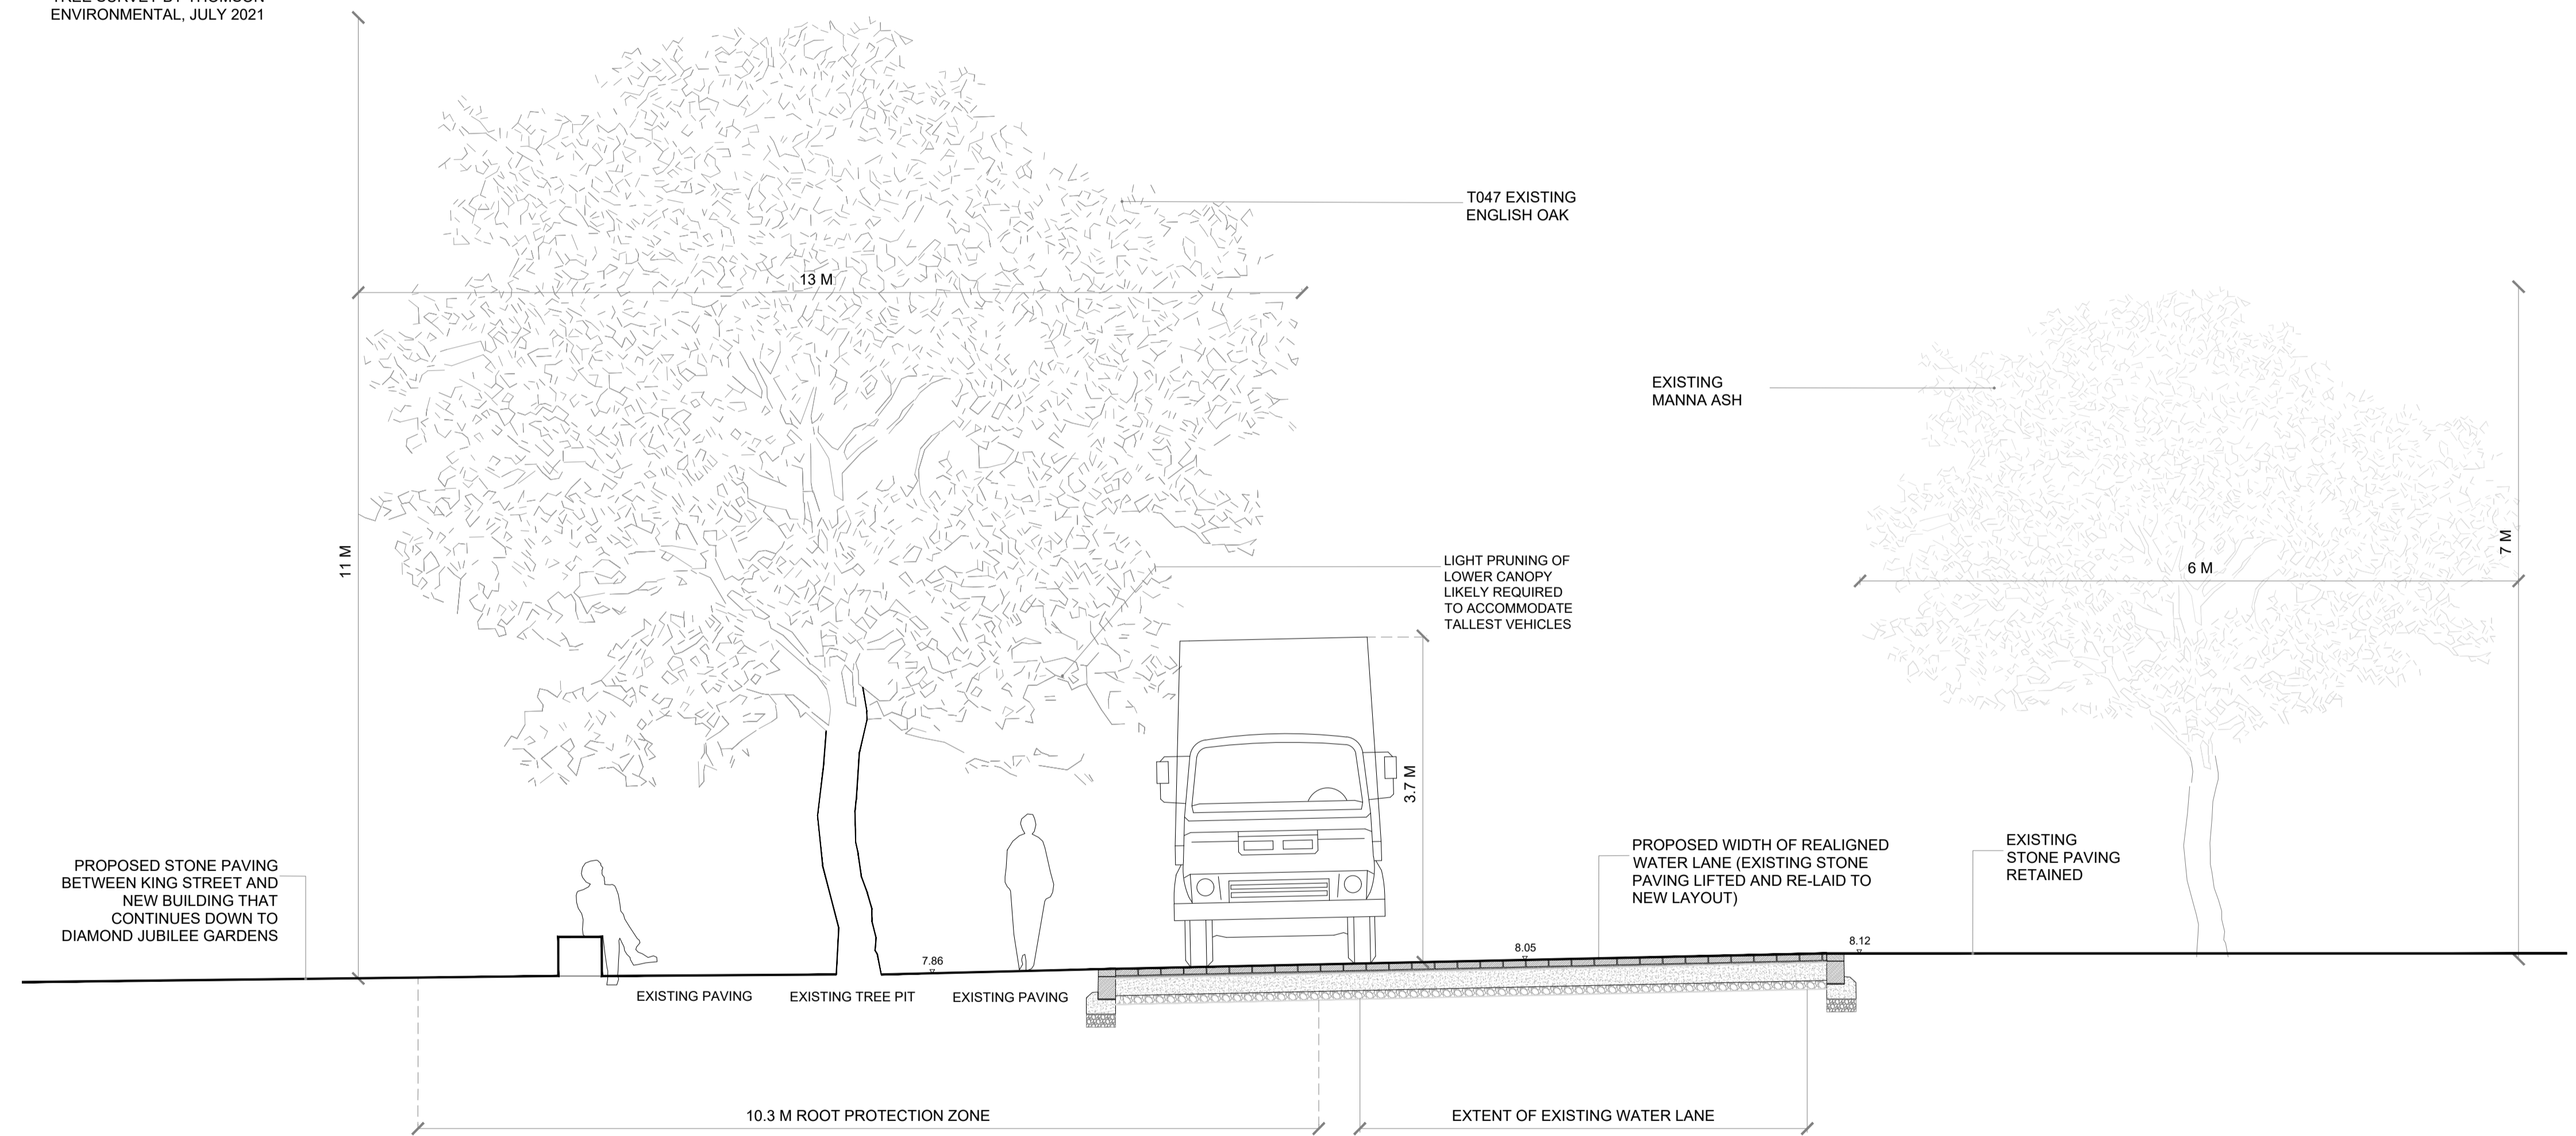 ENVIRONMENTAL, JULY 2021
T047 EXISTING
ENGLISH OAK
13 M
EXISTING
MANNA ASH
11 M
LIGHT PRUNING OF
LOWER CANOPY
LIKELY REQUIRED
TO ACCOMMODATE
TALLEST VEHICLES
7 M
6 M
3.7 M
PROPOSED STONE PAVING
BETWEEN KING STREET AND
NEW BUILDING THAT
CONTINUES DOWN TO
DIAMOND JUBILEE GARDENS
PROPOSED WIDTH OF REALIGNED
WATER LANE (EXISTING STONE
PAVING LIFTED AND RE-LAID TO
NEW LAYOUT)
EXISTING
STONE PAVING
RETAINED
7.86
8.05
8.12
EXISTING PAVING
EXISTING TREE PIT
EXISTING PAVING
10.3 M ROOT PROTECTION ZONE
EXTENT OF EXISTING WATER LANE